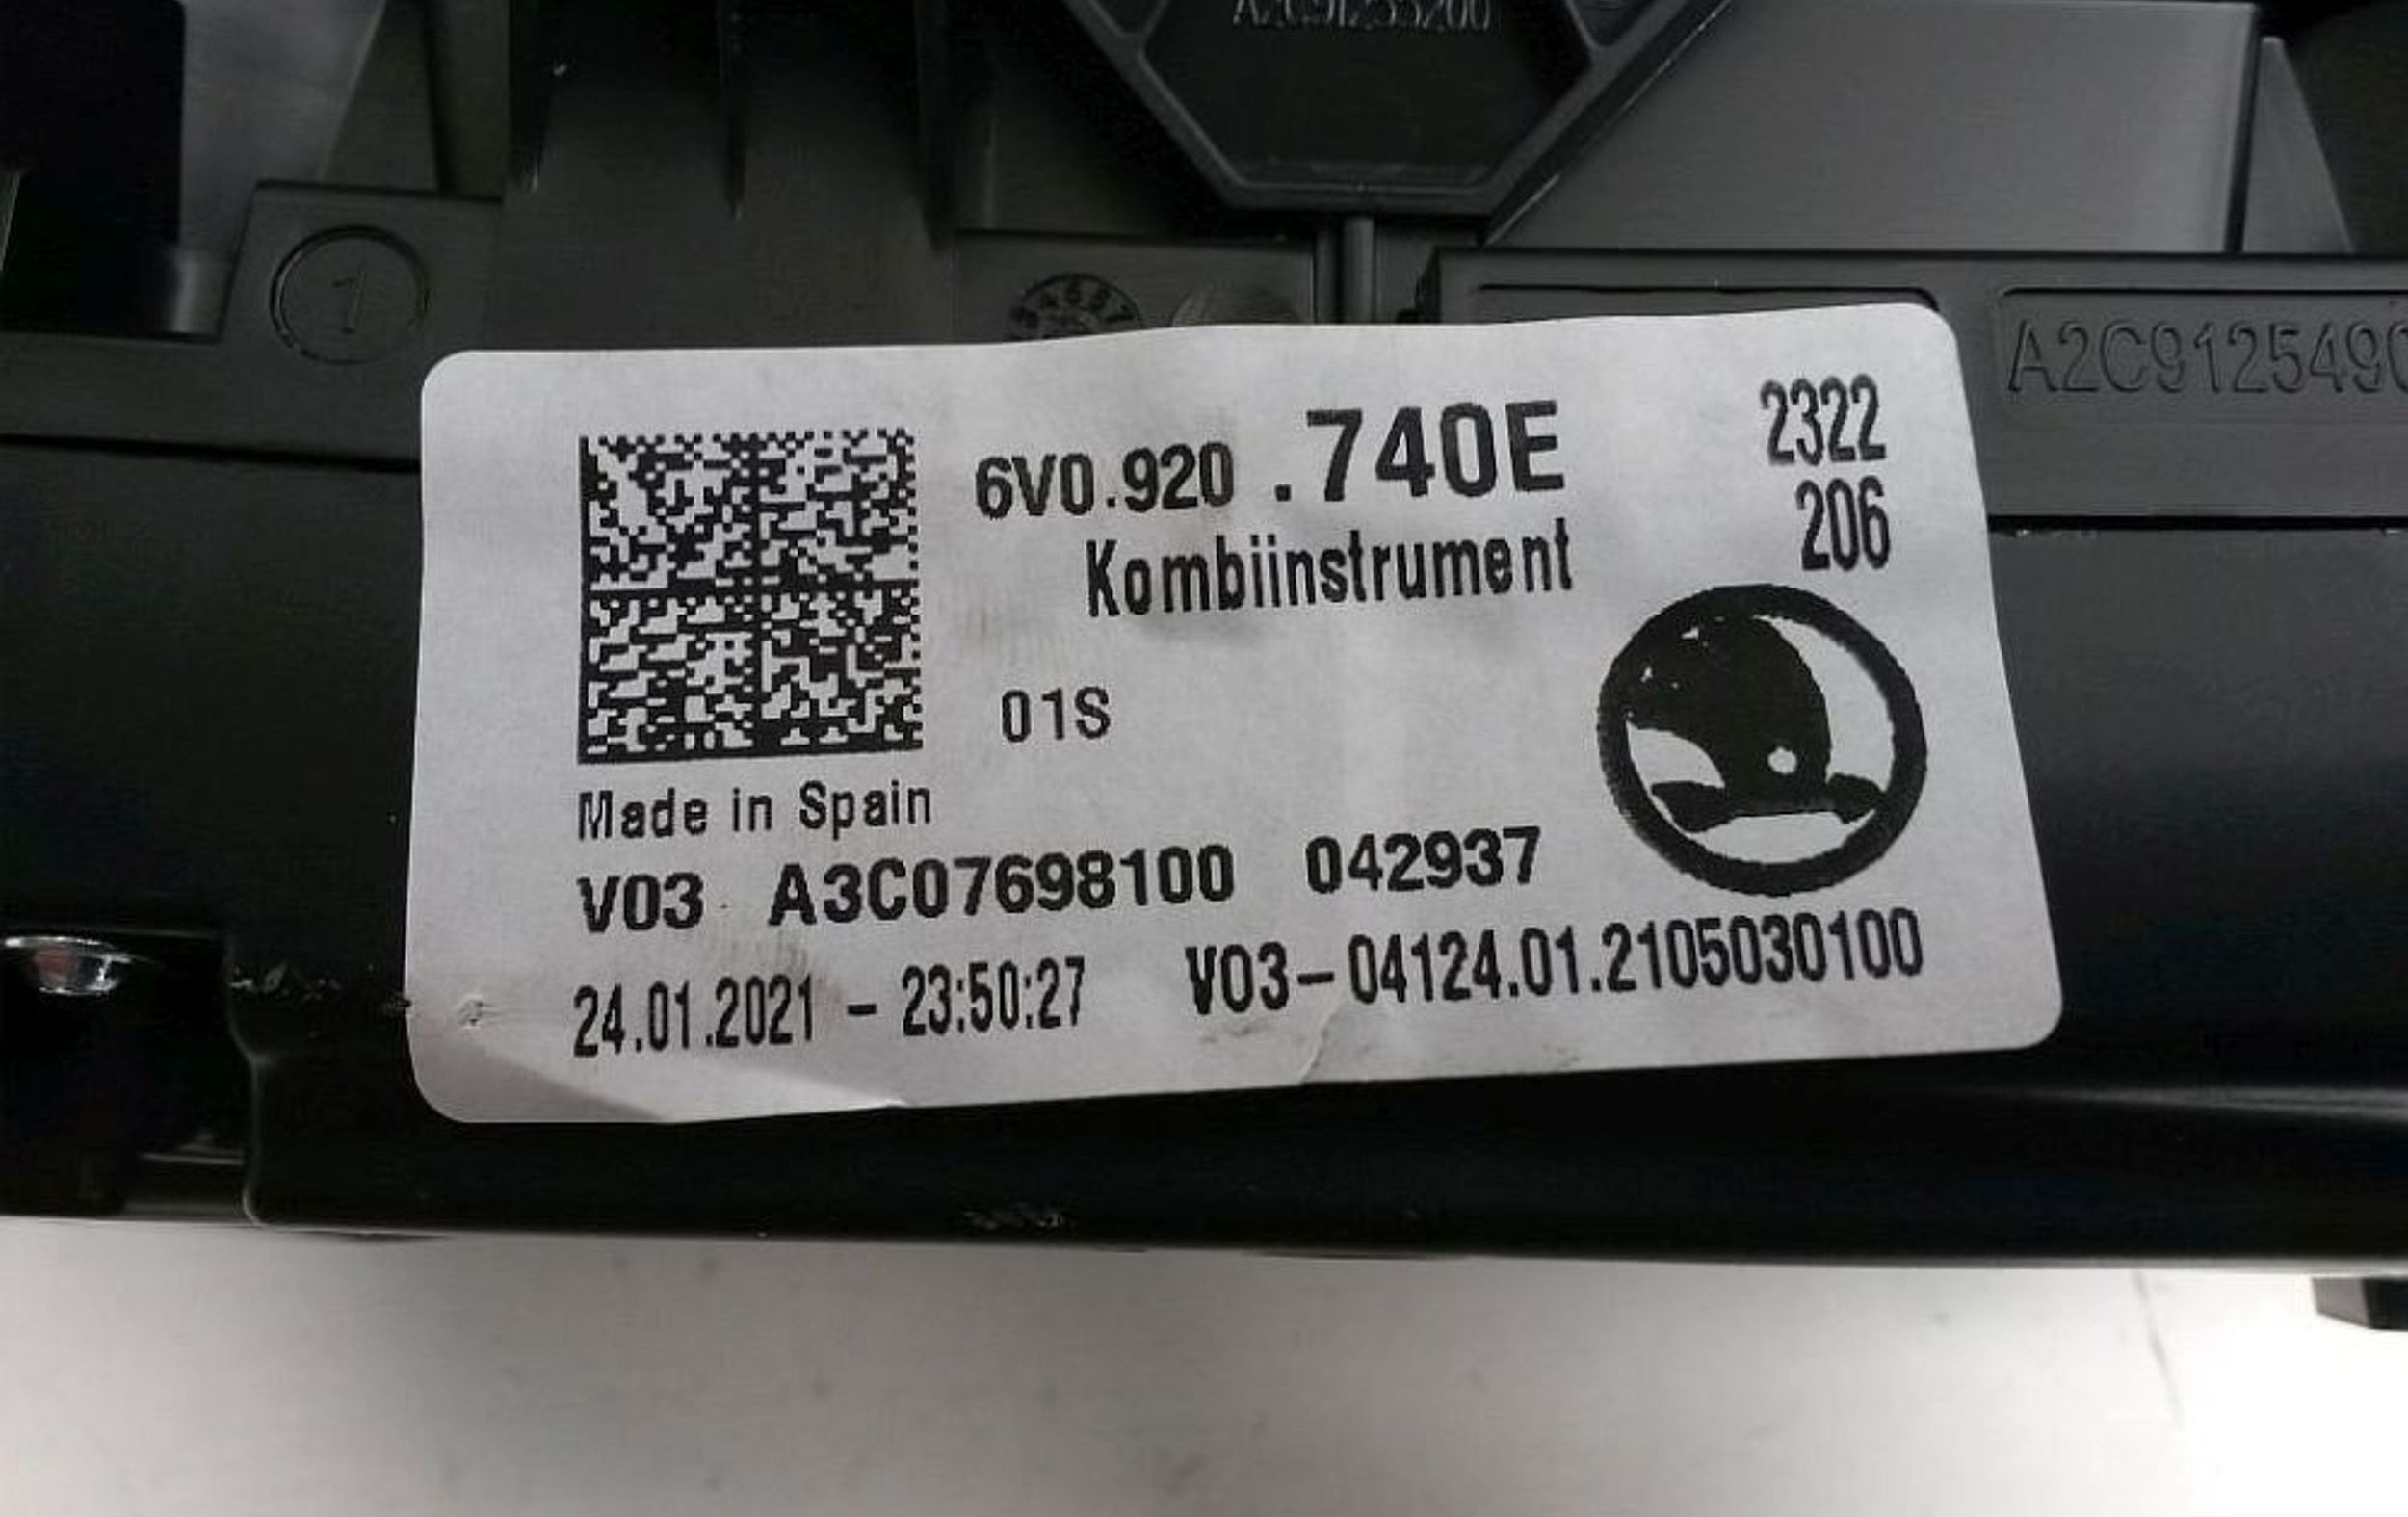 1
A2C9125490
6V0.920 .740E
2322
206
Kombiinstrument
01S
Made in Spain
V03 A3C07698100 042937
24.01.2021 - 23:50:27 V03-04124.01.2105030100